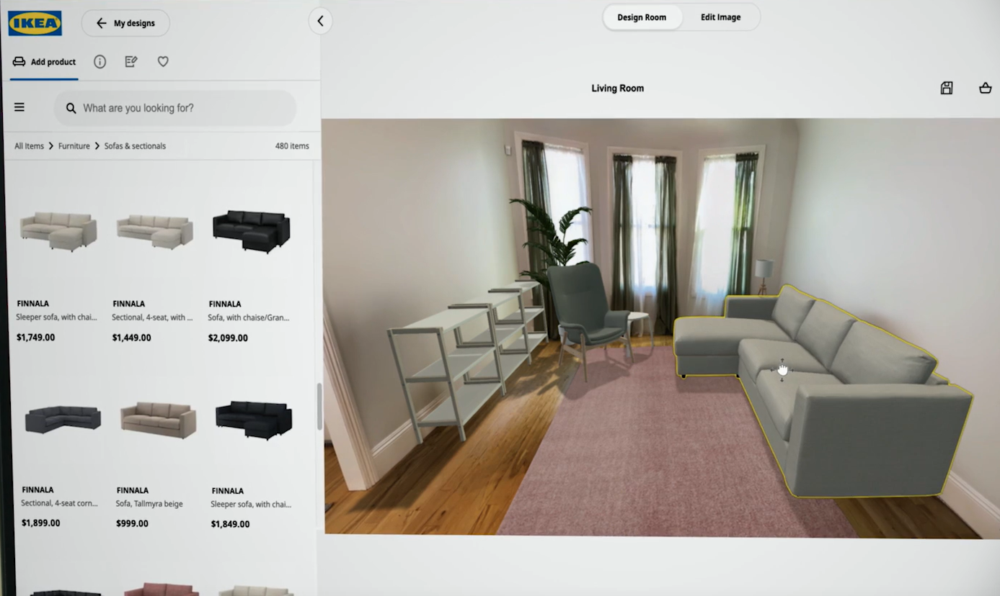 IKEA
My designs
Design Room
Edit Image
Add product
Living Room
What are you looking for?
All Items
Furniture
Sofas & sectionals
480 items
FINNALA
Sleeper sofa, with chai...
$1,749.00
FINNALA
Sectional, 4-seat, with ...
$1,449.00
FINNALA
Sofa, with chaise/Gran...
$2,099.00
FINNALA
Sectional, 4-seat corn...
$1,899.00
FINNALA
Sofa, Tallmyra beige
$999.00
FINNALA
Sleeper sofa, with chai...
$1,849.00